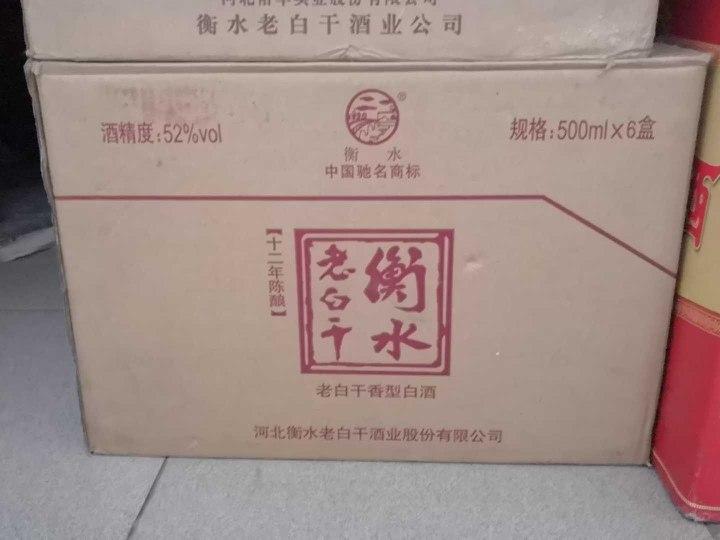 衡水老白干酒业公司
酒精度:52%vol
®
衡水
中国驰名商标
规格:500ml×6盒
【十二年陈酿】
衡水
老白干
老白干香型白酒
河北衡水老白干酒业股份有限公司